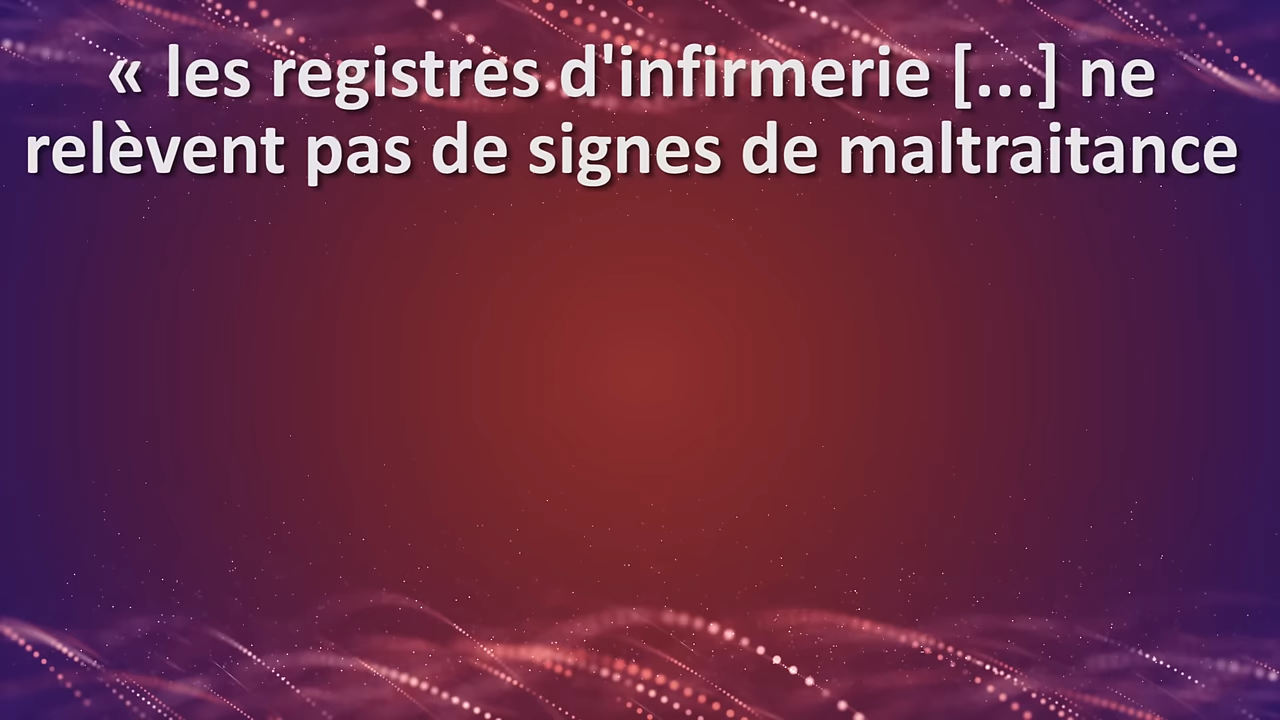 « les registres d'infirmerie [...] ne
relèvent pas de signes de maltraitance